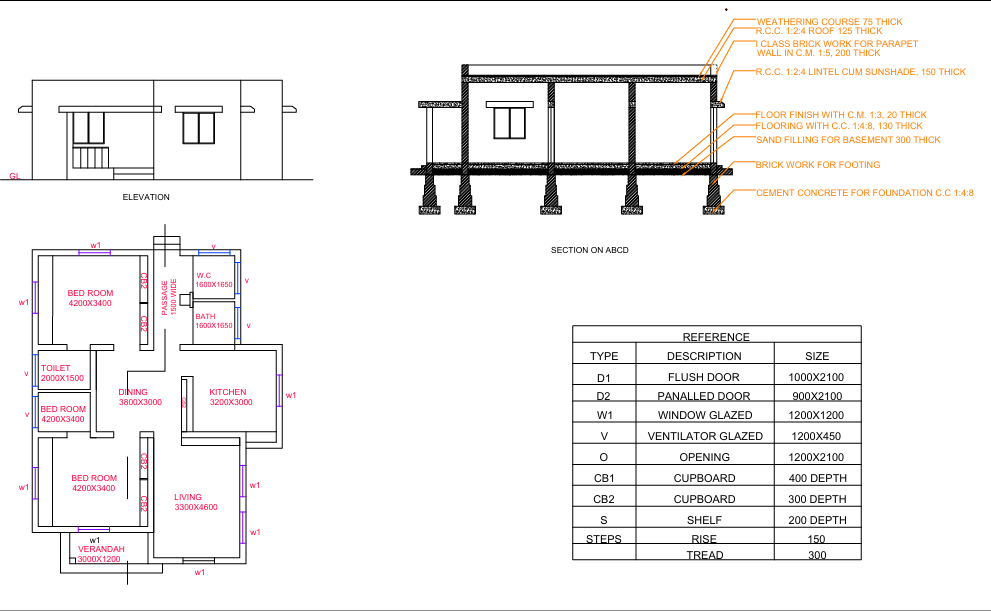 WEATHERING COURSE 75 THICK
R.C.C. 1:2:4 ROOF 125 THICK
I CLASS BRICK WORK FOR PARAPET
WALL IN C.M. 1:5, 200 THICK
R.C.C. 1:2:4 LINTEL CUM SUNSHADE, 150 THICK
FLOOR FINISH WITH C.M. 1:3, 20 THICK
FLOORING WITH C.C. 1:4:8, 130 THICK
SAND FILLING FOR BASEMENT 300 THICK
BRICK WORK FOR FOOTING
CEMENT CONCRETE FOR FOUNDATION C.C 1:4:8
GL
ELEVATION
SECTION ON ABCD
w1
v
W.C
1600X1650
v
CB2
PASSAGE
1500 WIDE
BED ROOM
4200X3400
w1
CB2
BATH
1600X1650
v
TOILET
2000X1500
v
DINING
3800X3000
KITCHEN
3200X3000
w1
BED ROOM
4200X3400
v
CB2
BED ROOM
4200X3400
w1
CB2
LIVING
3300X4600
w1
w1
w1
VERANDAH
3000X1200
w1
REFERENCE
TYPE DESCRIPTION SIZE
D1 FLUSH DOOR 1000X2100
D2 PANALLED DOOR 900X2100
W1 WINDOW GLAZED 1200X1200
V VENTILATOR GLAZED 1200X450
O OPENING 1200X2100
CB1 CUPBOARD 400 DEPTH
CB2 CUPBOARD 300 DEPTH
S SHELF 200 DEPTH
STEPS RISE 150
TREAD 300